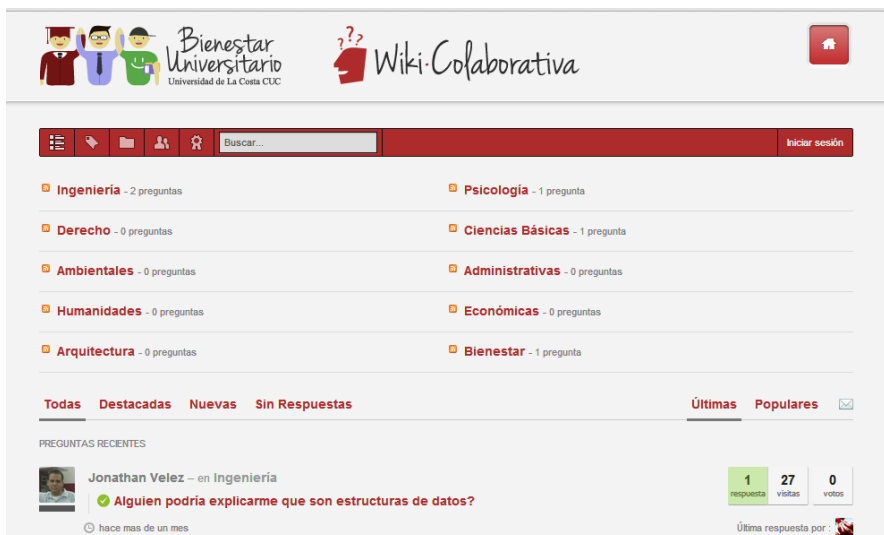 Bienestar
Universitario
Universidad de La Costa CUC
???
Wiki·Colaborativa
Buscar...
Iniciar sesión
Ingeniería - 2 preguntas
Psicología - 1 pregunta
Derecho - 0 preguntas
Ciencias Básicas - 1 pregunta
Ambientales - 0 preguntas
Administrativas - 0 preguntas
Humanidades - 0 preguntas
Económicas - 0 preguntas
Arquitectura - 0 preguntas
Bienestar - 1 pregunta
Todas Destacadas Nuevas Sin Respuestas Últimas Populares
PREGUNTAS RECIENTES
Jonathan Velez – en Ingeniería
Alguien podría explicarme que son estructuras de datos?
1 27 0
respuesta visitas votos
hace mas de un mes Última respuesta por :